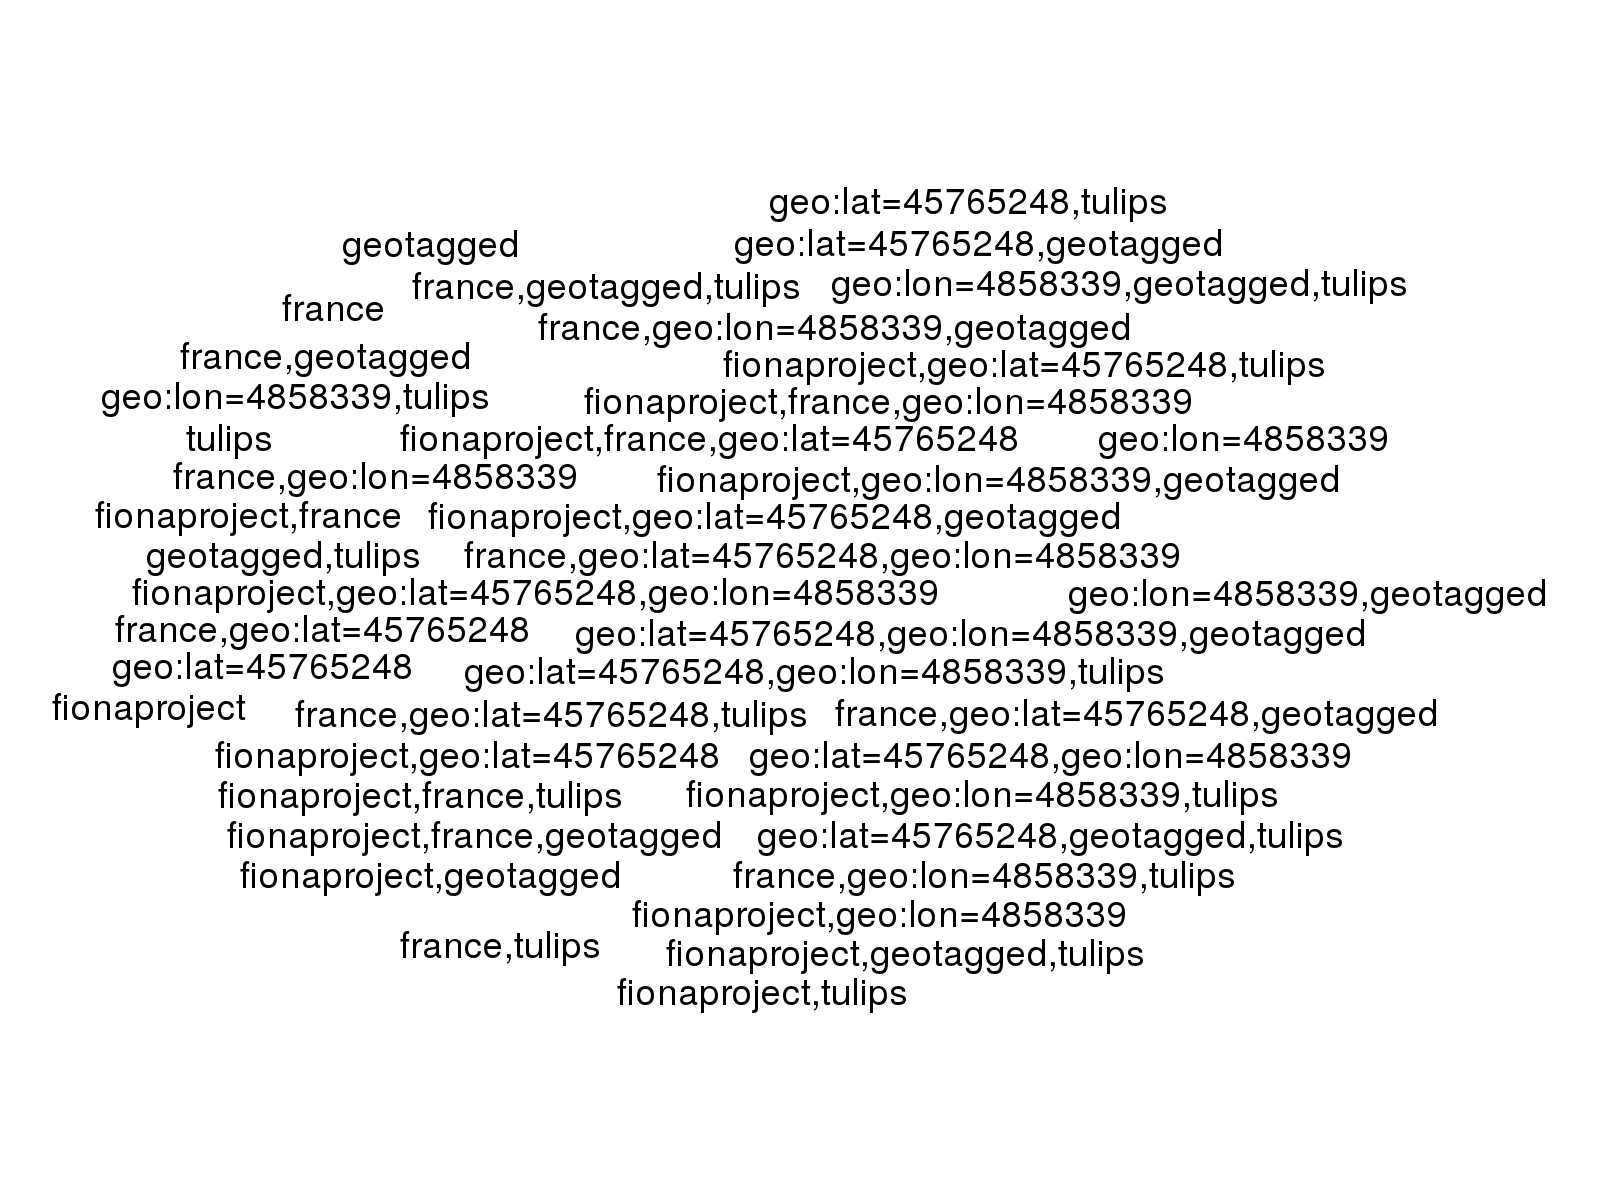 geo:lat=45765248,tulips
geotagged geo:lat=45765248,geotagged
france,geotagged,tulips geo:lon=4858339,geotagged,tulips
france
france,geo:lon=4858339,geotagged
france,geotagged
fionaproject,geo:lat=45765248,tulips
geo:lon=4858339,tulips fionaproject,france,geo:lon=4858339
tulips fionaproject,france,geo:lat=45765248 geo:lon=4858339
france,geo:lon=4858339 fionaproject,geo:lon=4858339,geotagged
fionaproject,france fionaproject,geo:lat=45765248,geotagged
geotagged,tulips france,geo:lat=45765248,geo:lon=4858339
fionaproject,geo:lat=45765248,geo:lon=4858339 geo:lon=4858339,geotagged
france,geo:lat=45765248 geo:lat=45765248,geo:lon=4858339,geotagged
geo:lat=45765248 geo:lat=45765248,geo:lon=4858339,tulips
fionaproject france,geo:lat=45765248,tulips france,geo:lat=45765248,geotagged
fionaproject,geo:lat=45765248 geo:lat=45765248,geo:lon=4858339
fionaproject,france,tulips fionaproject,geo:lon=4858339,tulips
fionaproject,france,geotagged geo:lat=45765248,geotagged,tulips
fionaproject,geotagged france,geo:lon=4858339,tulips
fionaproject,geo:lon=4858339
france,tulips fionaproject,geotagged,tulips
fionaproject,tulips